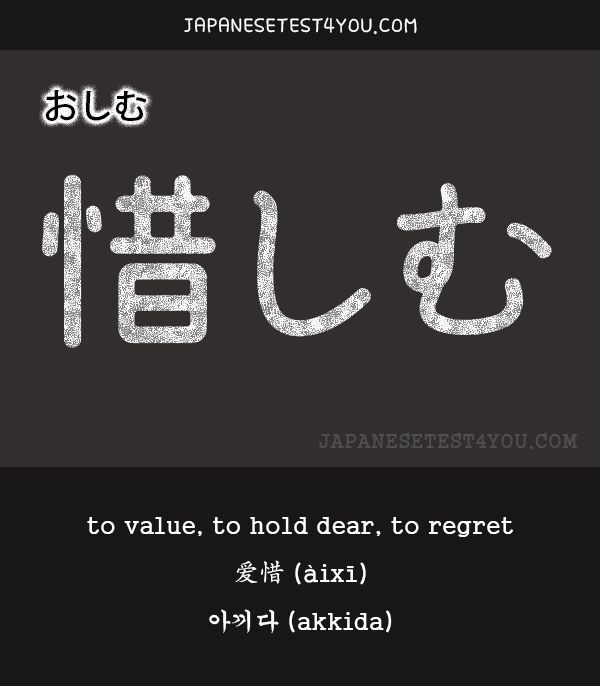 JAPANESETEST4YOU.COM
おしむ
惜しむ
JAPANESETEST4YOU.COM
to value, to hold dear, to regret
爱惜 (àixī)
아끼다 (akkida)